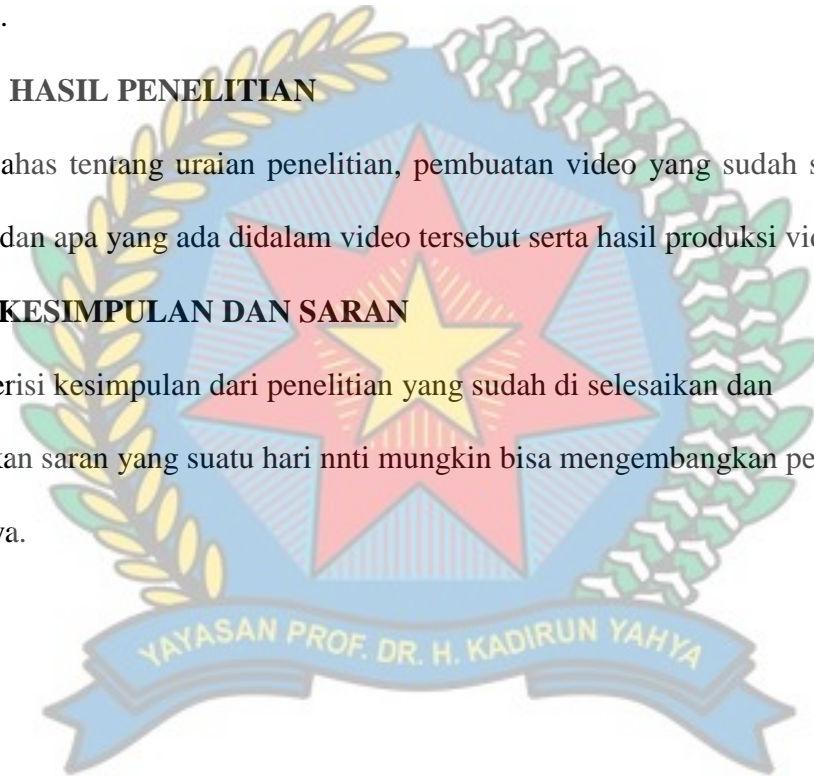 .
HASIL PENELITIAN
ahas tentang uraian penelitian, pembuatan video yang sudah s
dan apa yang ada didalam video tersebut serta hasil produksi vid
KESIMPULAN DAN SARAN
erisi kesimpulan dari penelitian yang sudah di selesaikan dan
kan saran yang suatu hari nnti mungkin bisa mengembangkan pe
ya.
YAYASAN PROF. DR. H. KADIRUN YAHYA